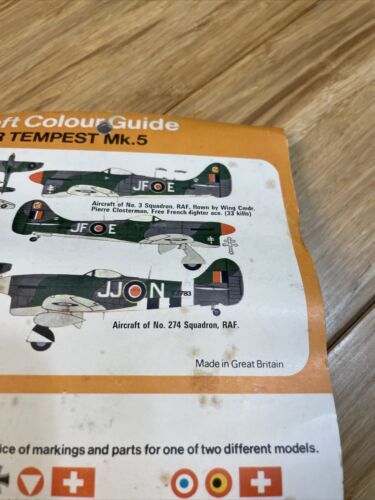 ft Colour Guide
R TEMPEST Mk.5
JF E
Aircraft of No. 3 Squadron, RAF, flown by Wing Cmdr.
Pierre Closterman, Free French fighter ace. (33 kills)
JF E
JJ N
Aircraft of No. 274 Squadron, RAF.
Made in Great Britain
ice of markings and parts for one of two different models.